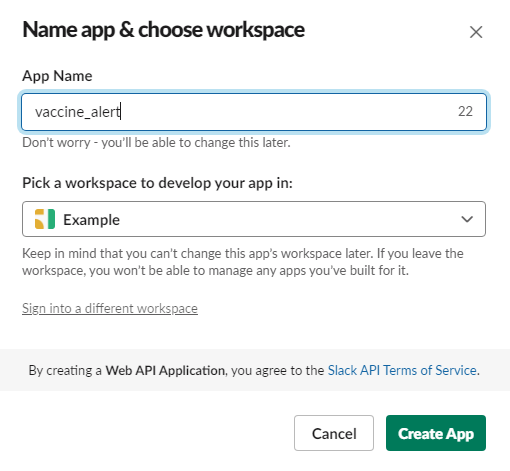 Name app & choose workspace
App Name
vaccine_alert 22
Don't worry - you'll be able to change this later.
Pick a workspace to develop your app in:
Example
Keep in mind that you can't change this app's workspace later. If you leave the
workspace, you won't be able to manage any apps you've built for it.
Sign into a different workspace
By creating a Web API Application, you agree to the Slack API Terms of Service.
Cancel Create App